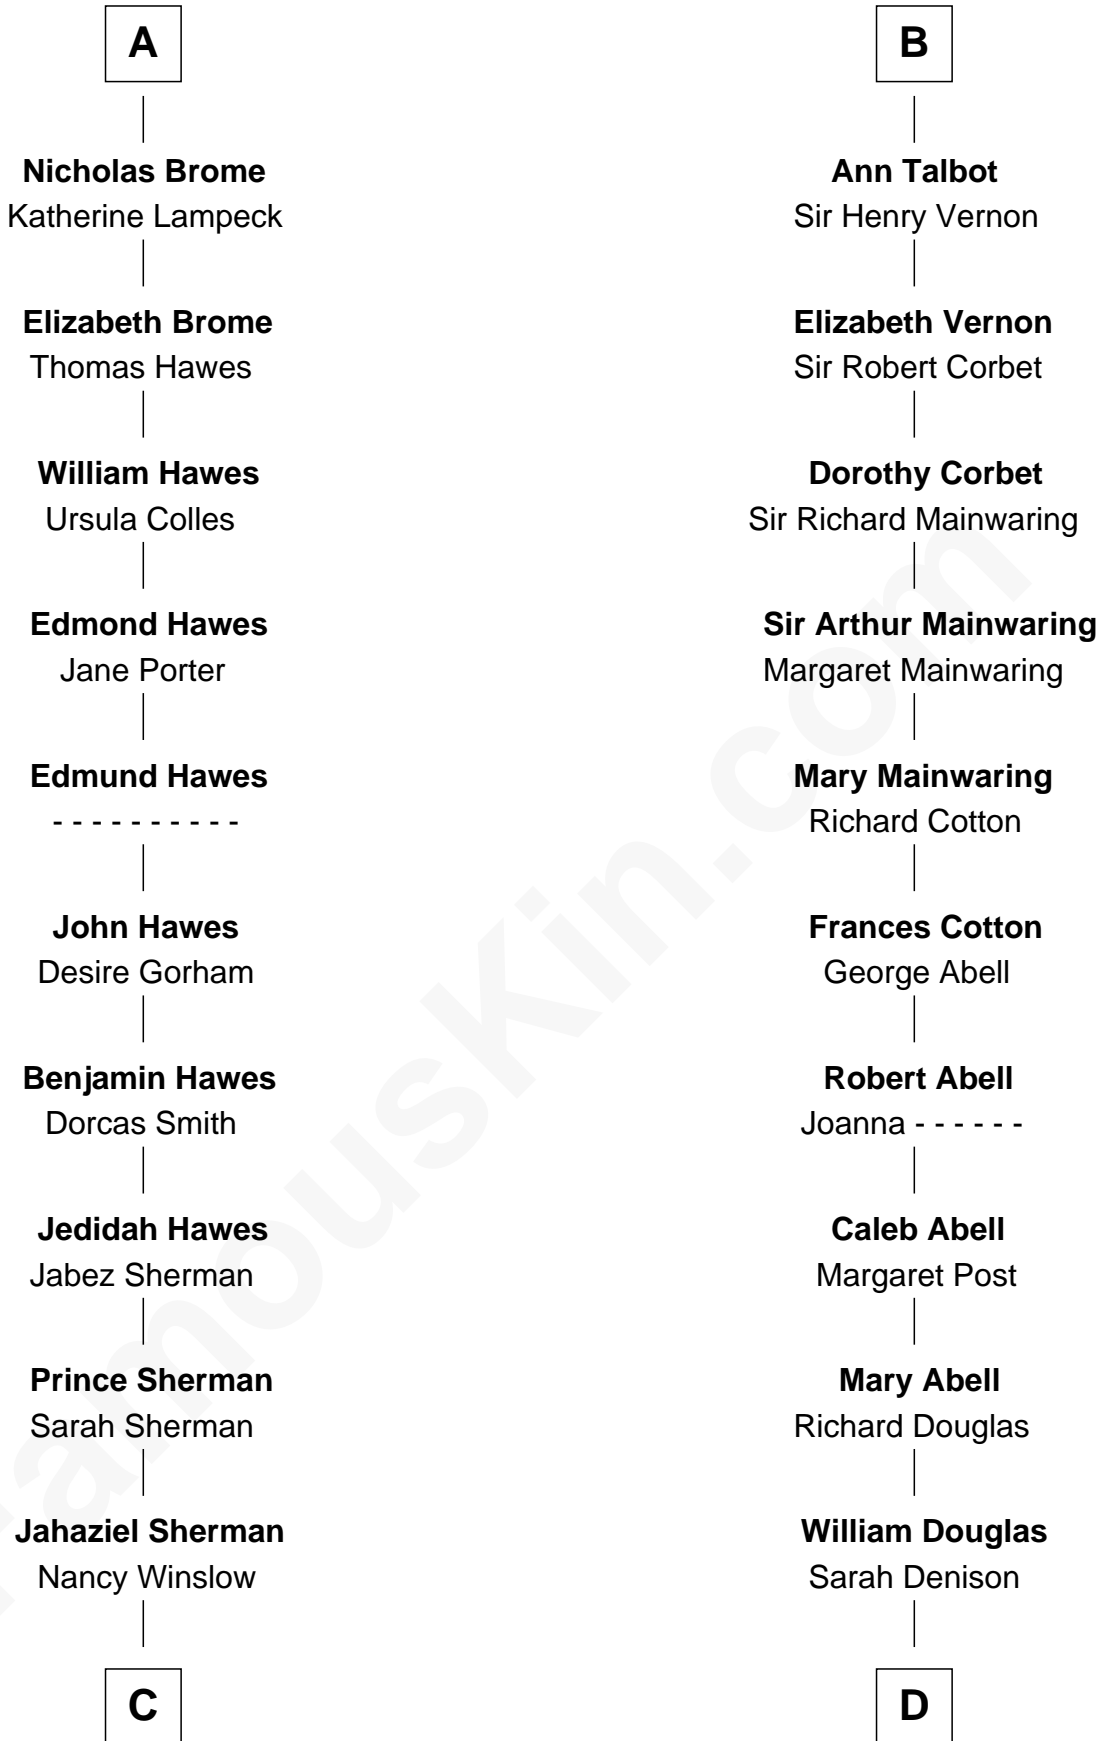 A
Nicholas Brome
Katherine Lampeck
Elizabeth Brome
Thomas Hawes
William Hawes
Ursula Colles
Edmond Hawes
Jane Porter
Edmund Hawes
- - - - - - - - - -
John Hawes
Desire Gorham
Benjamin Hawes
Dorcas Smith
Jedidah Hawes
Jabez Sherman
Prince Sherman
Sarah Sherman
Jahaziel Sherman
Nancy Winslow
C
B
Ann Talbot
Sir Henry Vernon
Elizabeth Vernon
Sir Robert Corbet
Dorothy Corbet
Sir Richard Mainwaring
Sir Arthur Mainwaring
Margaret Mainwaring
Mary Mainwaring
Richard Cotton
Frances Cotton
George Abell
Robert Abell
Joanna - - - - - -
Caleb Abell
Margaret Post
Mary Abell
Richard Douglas
William Douglas
Sarah Denison
D
FamousKin.com